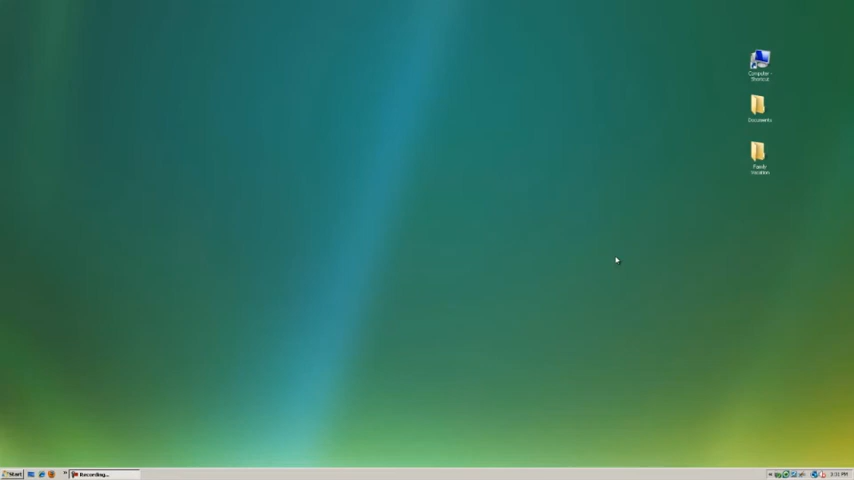 Computer -
Shortcut
Documents
Family
Vacation
Start
Recording...
3:31 PM